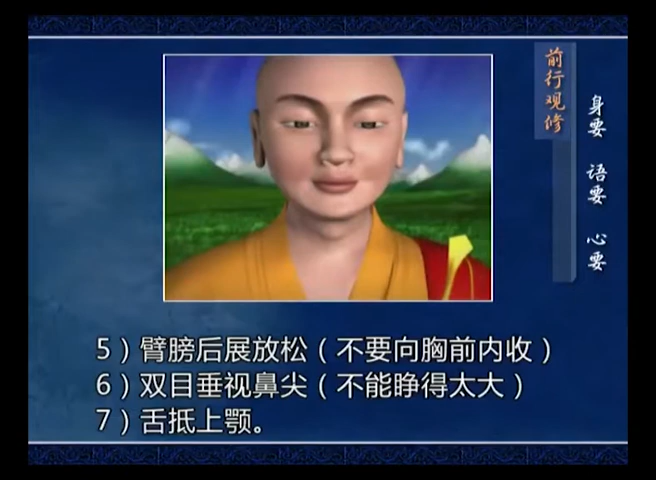 前行观修
身要 语要 心要
5）臂膀后展放松（不要向胸前内收）
6）双目垂视鼻尖（不能睁得太大）
7）舌抵上颚。